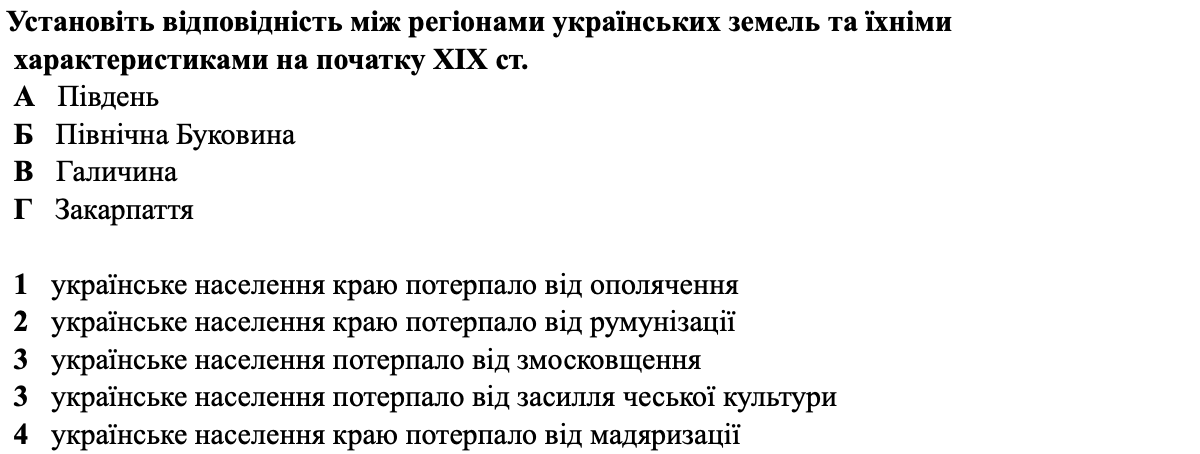 Установіть відповідність між регіонами українських земель та їхніми
характеристиками на початку XIX ст.
А Південь
Б Північна Буковина
В Галичина
Г Закарпаття
1 українське населення краю потерпало від ополячення
2 українське населення краю потерпало від румунізації
3 українське населення потерпало від змосковщення
3 українське населення потерпало від засилля чеської культури
4 українське населення краю потерпало від мадяризації